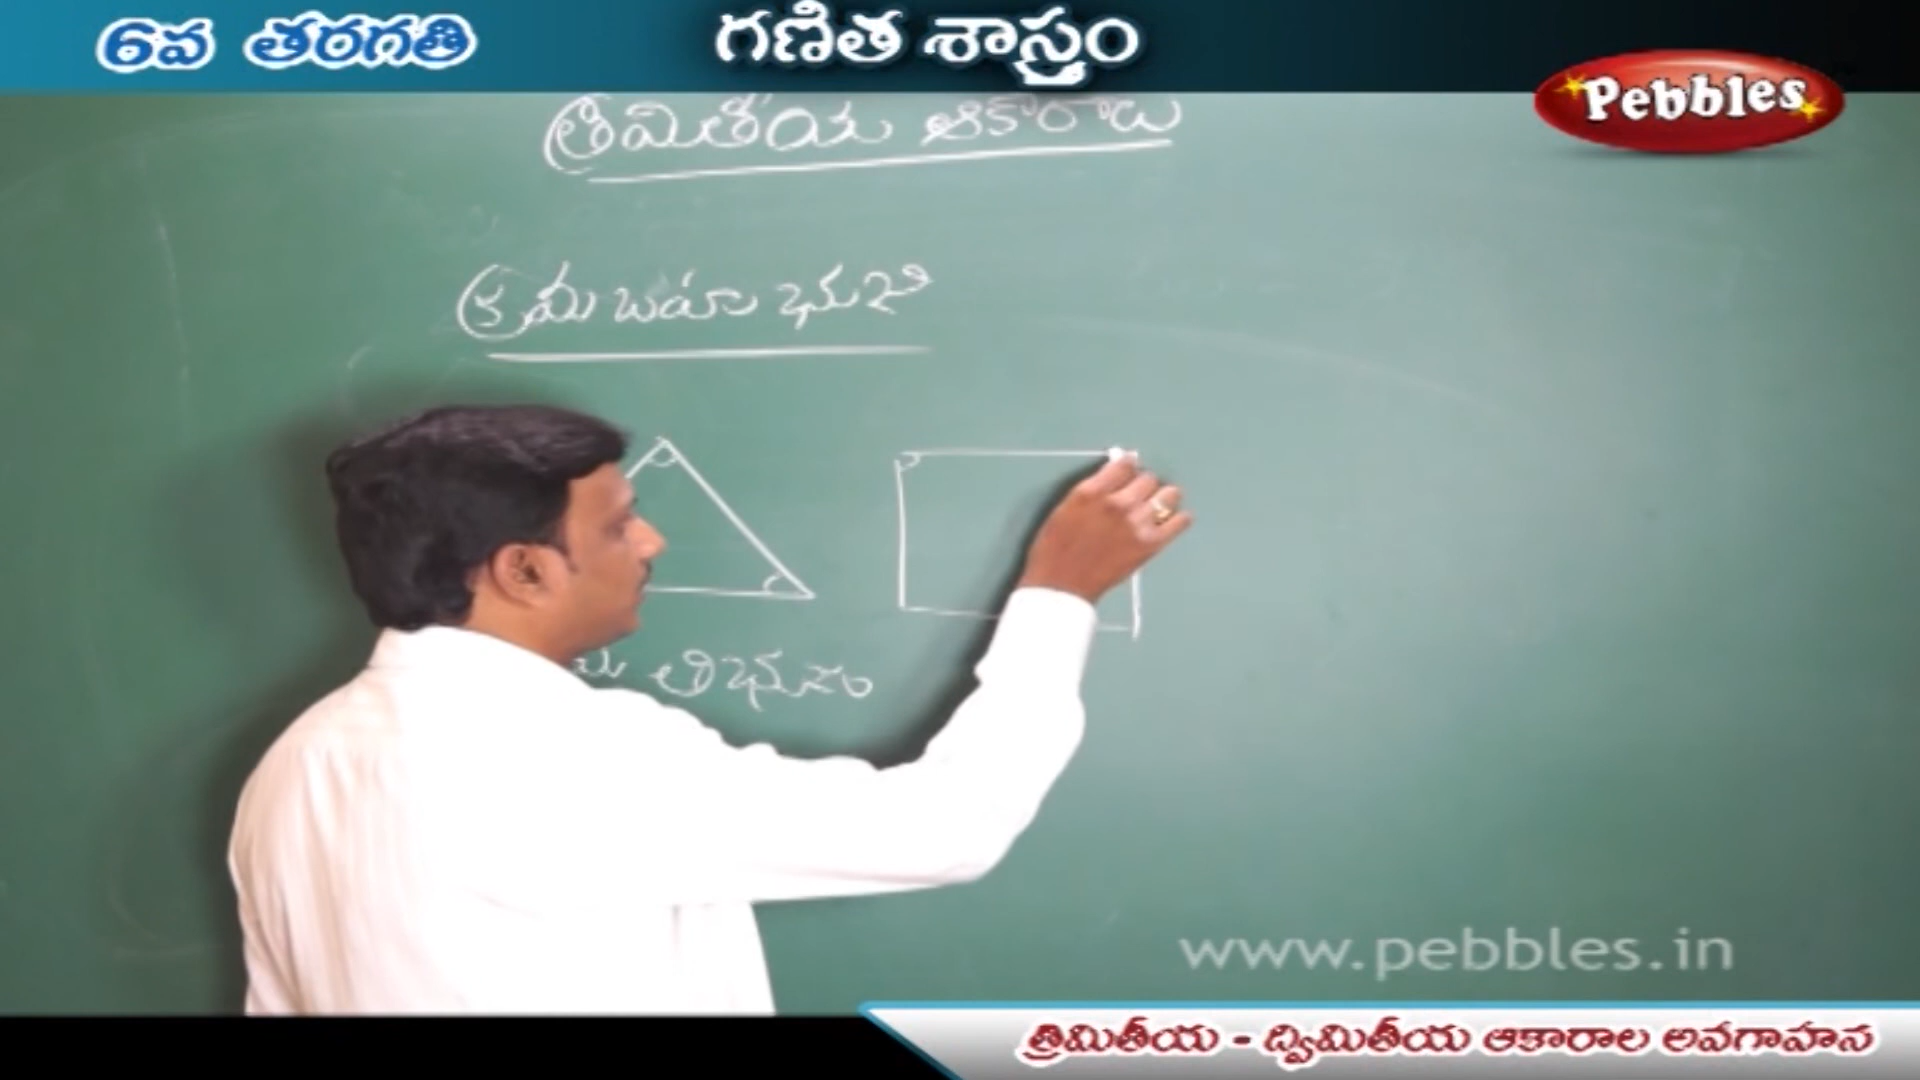 6వ తరగతి
గణిత శాస్త్రం
Pebbles
త్రిమితీయ ఆకారాలు
క్రమ బహు భుజి
త్రిభుజం
www.pebbles.in
త్రిమితీయ - ద్విమితీయ ఆకారాల అవగాహన